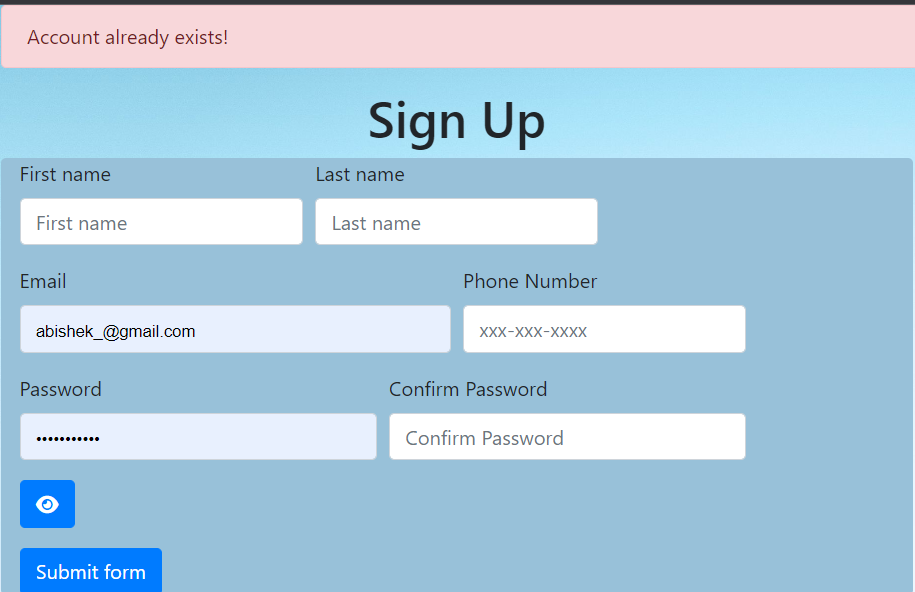 Account already exists!
Sign Up
First name Last name
First name Last name
Email Phone Number
abishek_@gmail.com xxx-xxx-xxxx
Password Confirm Password
••••••••••• Confirm Password
Submit form